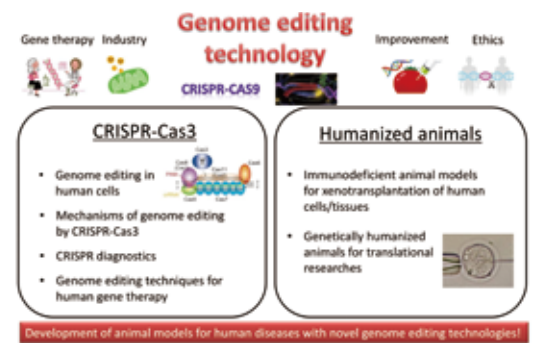 Genome editing
technology
Gene therapy Industry
Improvement Ethics
CRISPR-CAS9
CRISPR-Cas3
• Genome editing in
human cells
• Mechanisms of genome editing
by CRISPR-Cas3
• CRISPR diagnostics
• Genome editing techniques for
human gene therapy
Humanized animals
• Immunodeficient animal models
for xenotransplantation of human
cells/tissues
• Genetically humanized
animals for translational
researches
Development of animal models for human diseases with novel genome editing technologies!